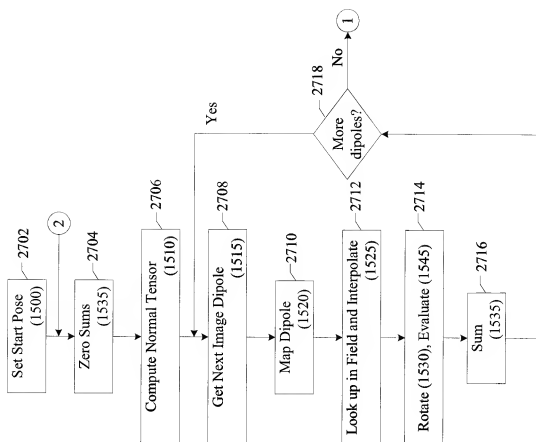 2702
Set Start Pose
(1500)
2
2704
Zero Sums
(1535)
2706
Compute Normal Tensor
(1510)
Yes
2708
Get Next Image Dipole
(1515)
2710
Map Dipole
(1520)
2712
Look up in Field and Interpolate
(1525)
2714
Rotate (1530), Evaluate (1545)
2716
Sum
(1535)
2718
More
dipoles?
No
1